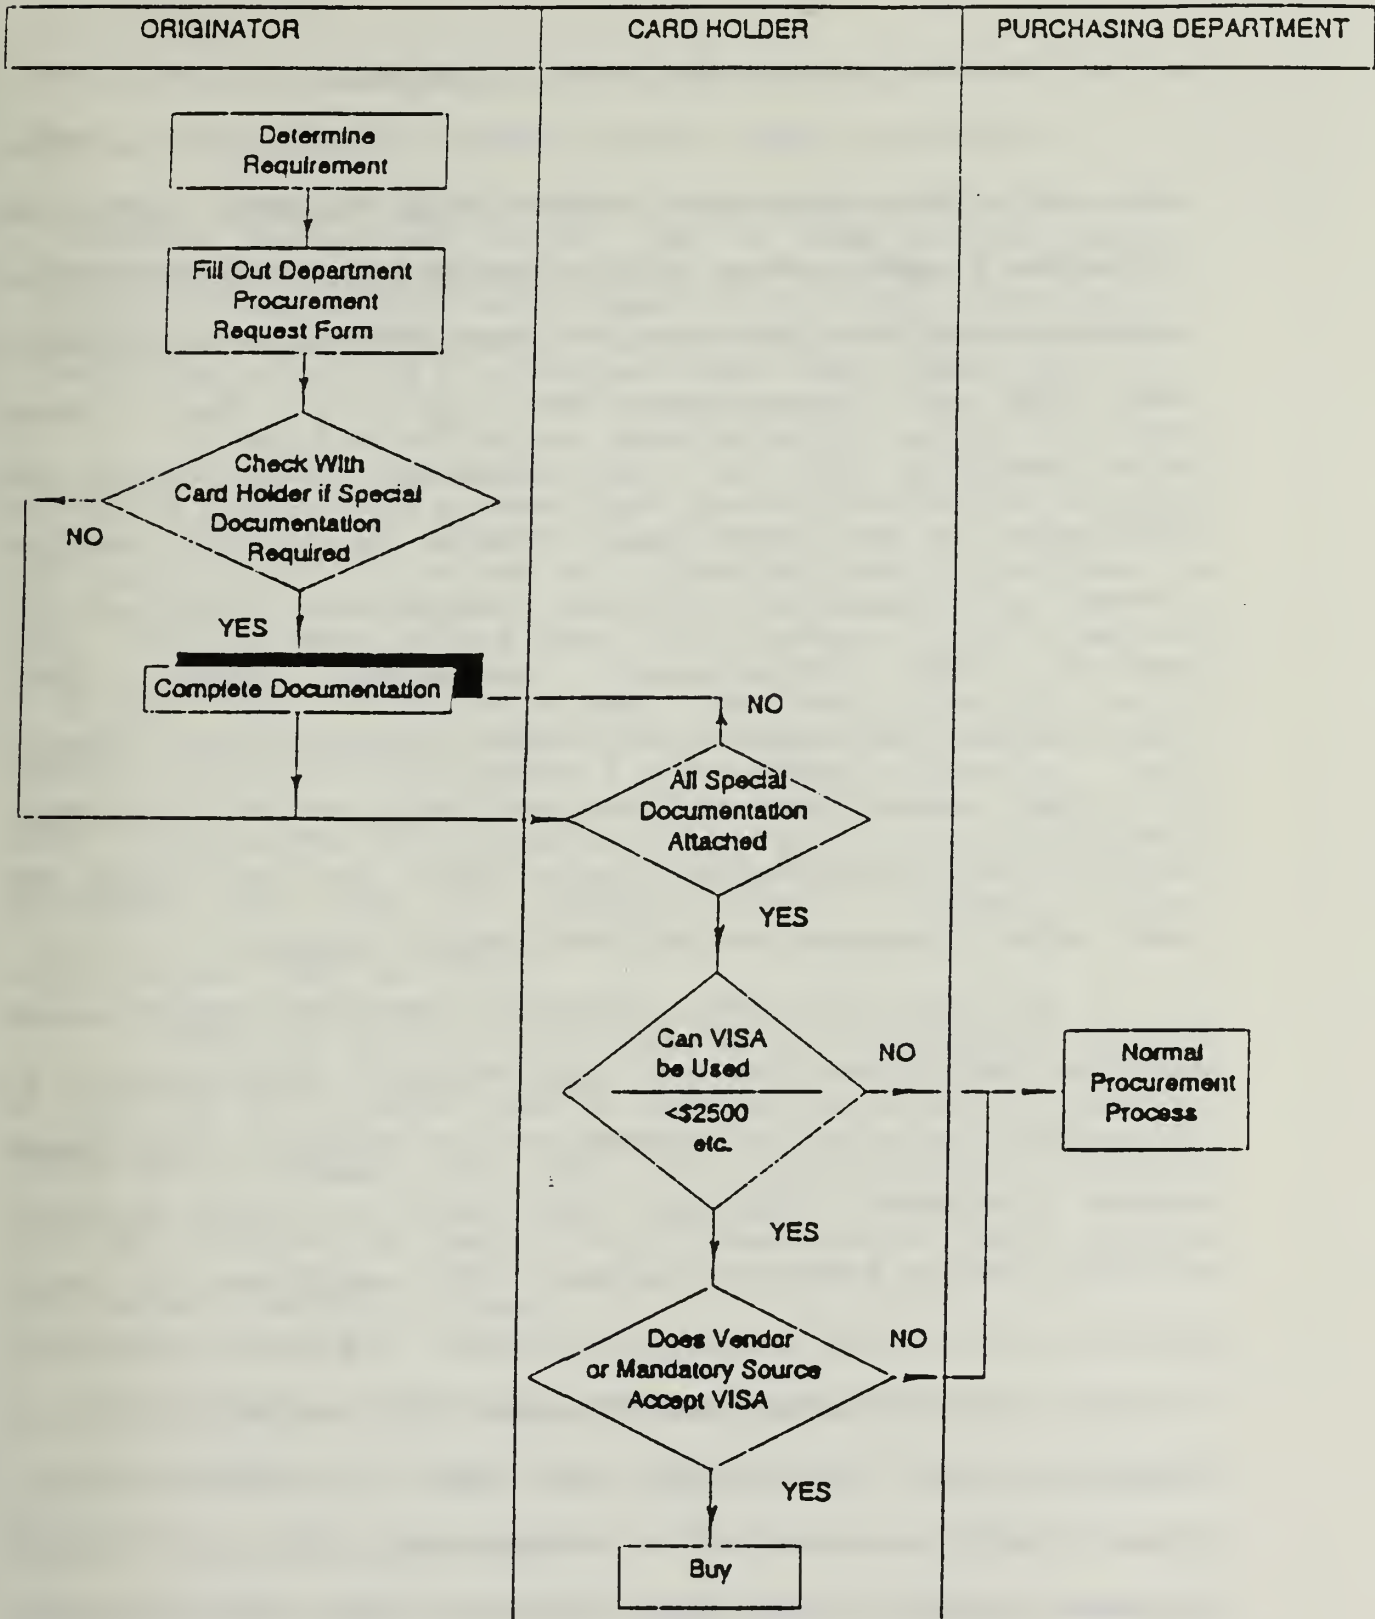 ORIGINATOR
CARD HOLDER
PURCHASING DEPARTMENT
Determine
Requirement
Fill Out Department
Procurement
Request Form
Check With
Card Holder if Special
Documentation
Required
NO
YES
Complete Documentation
NO
All Special
Documentation
Attached
YES
Can VISA
be Used
<$2500
etc.
NO
Normal
Procurement
Process
YES
Does Vendor
or Mandatory Source
Accept VISA
NO
YES
Buy